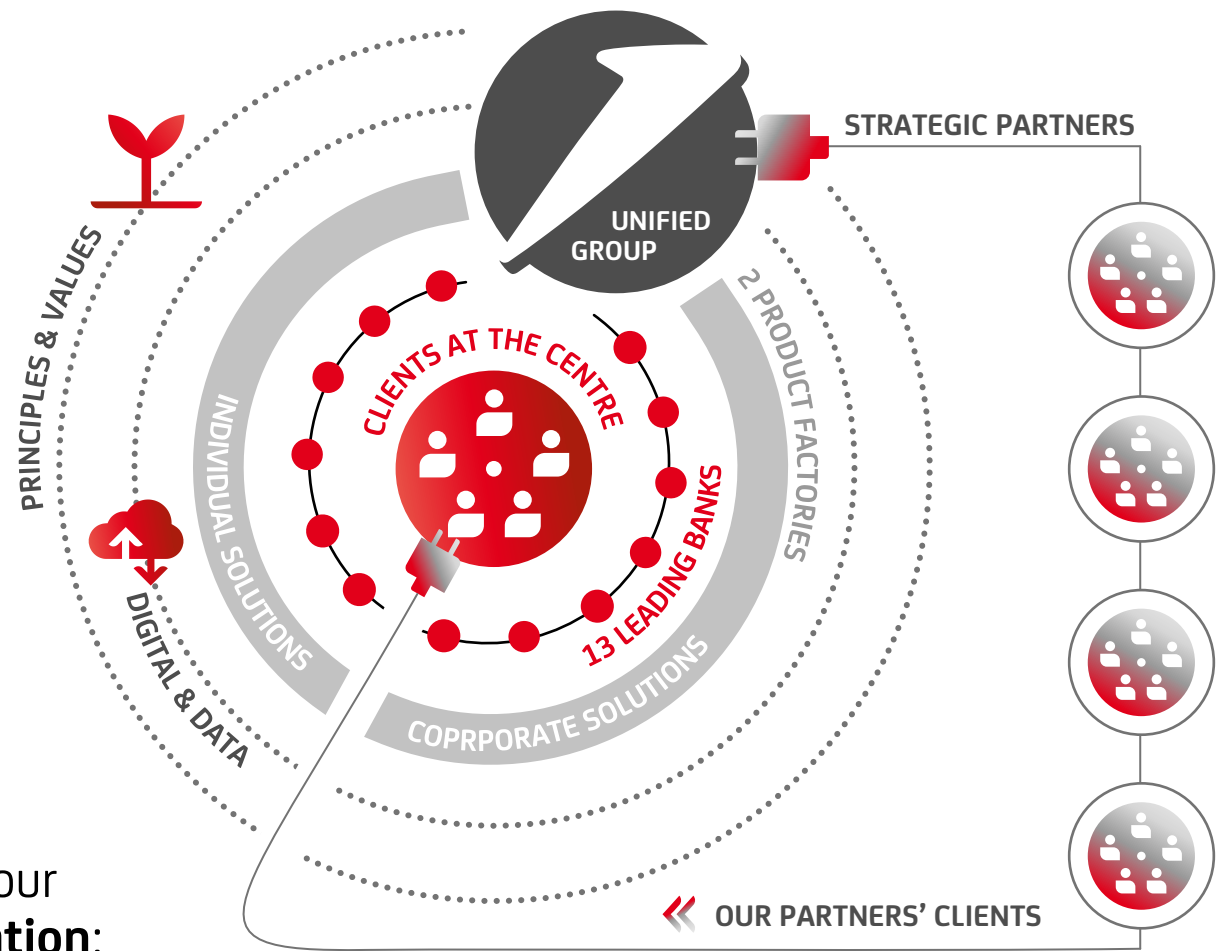 STRATEGIC PARTNERS
UNIFIED
GROUP
PRINCIPLES & VALUES
2 PRODUCT FACTORIES
CLIENTS AT THE CENTRE
INDIVIDUAL SOLUTIONS
13 LEADING BANKS
DIGITAL & DATA
COPRPORATE SOLUTIONS
our
ation:
OUR PARTNERS’ CLIENTS